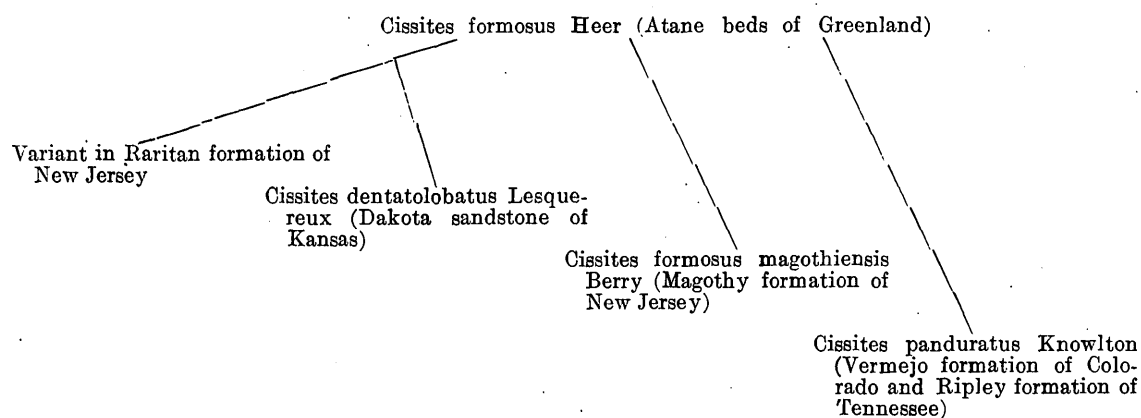 Cissites formosus Heer (Atane beds of Greenland)
Variant in Raritan formation of
New Jersey
Cissites dentatolobatus Lesque-
reux (Dakota sandstone of
Kansas)
Cissites formosus magothiensis
Berry (Magothy formation of
New Jersey)
Cissites panduratus Knowlton
(Vermejo formation of Colo-
rado and Ripley formation of
Tennessee)